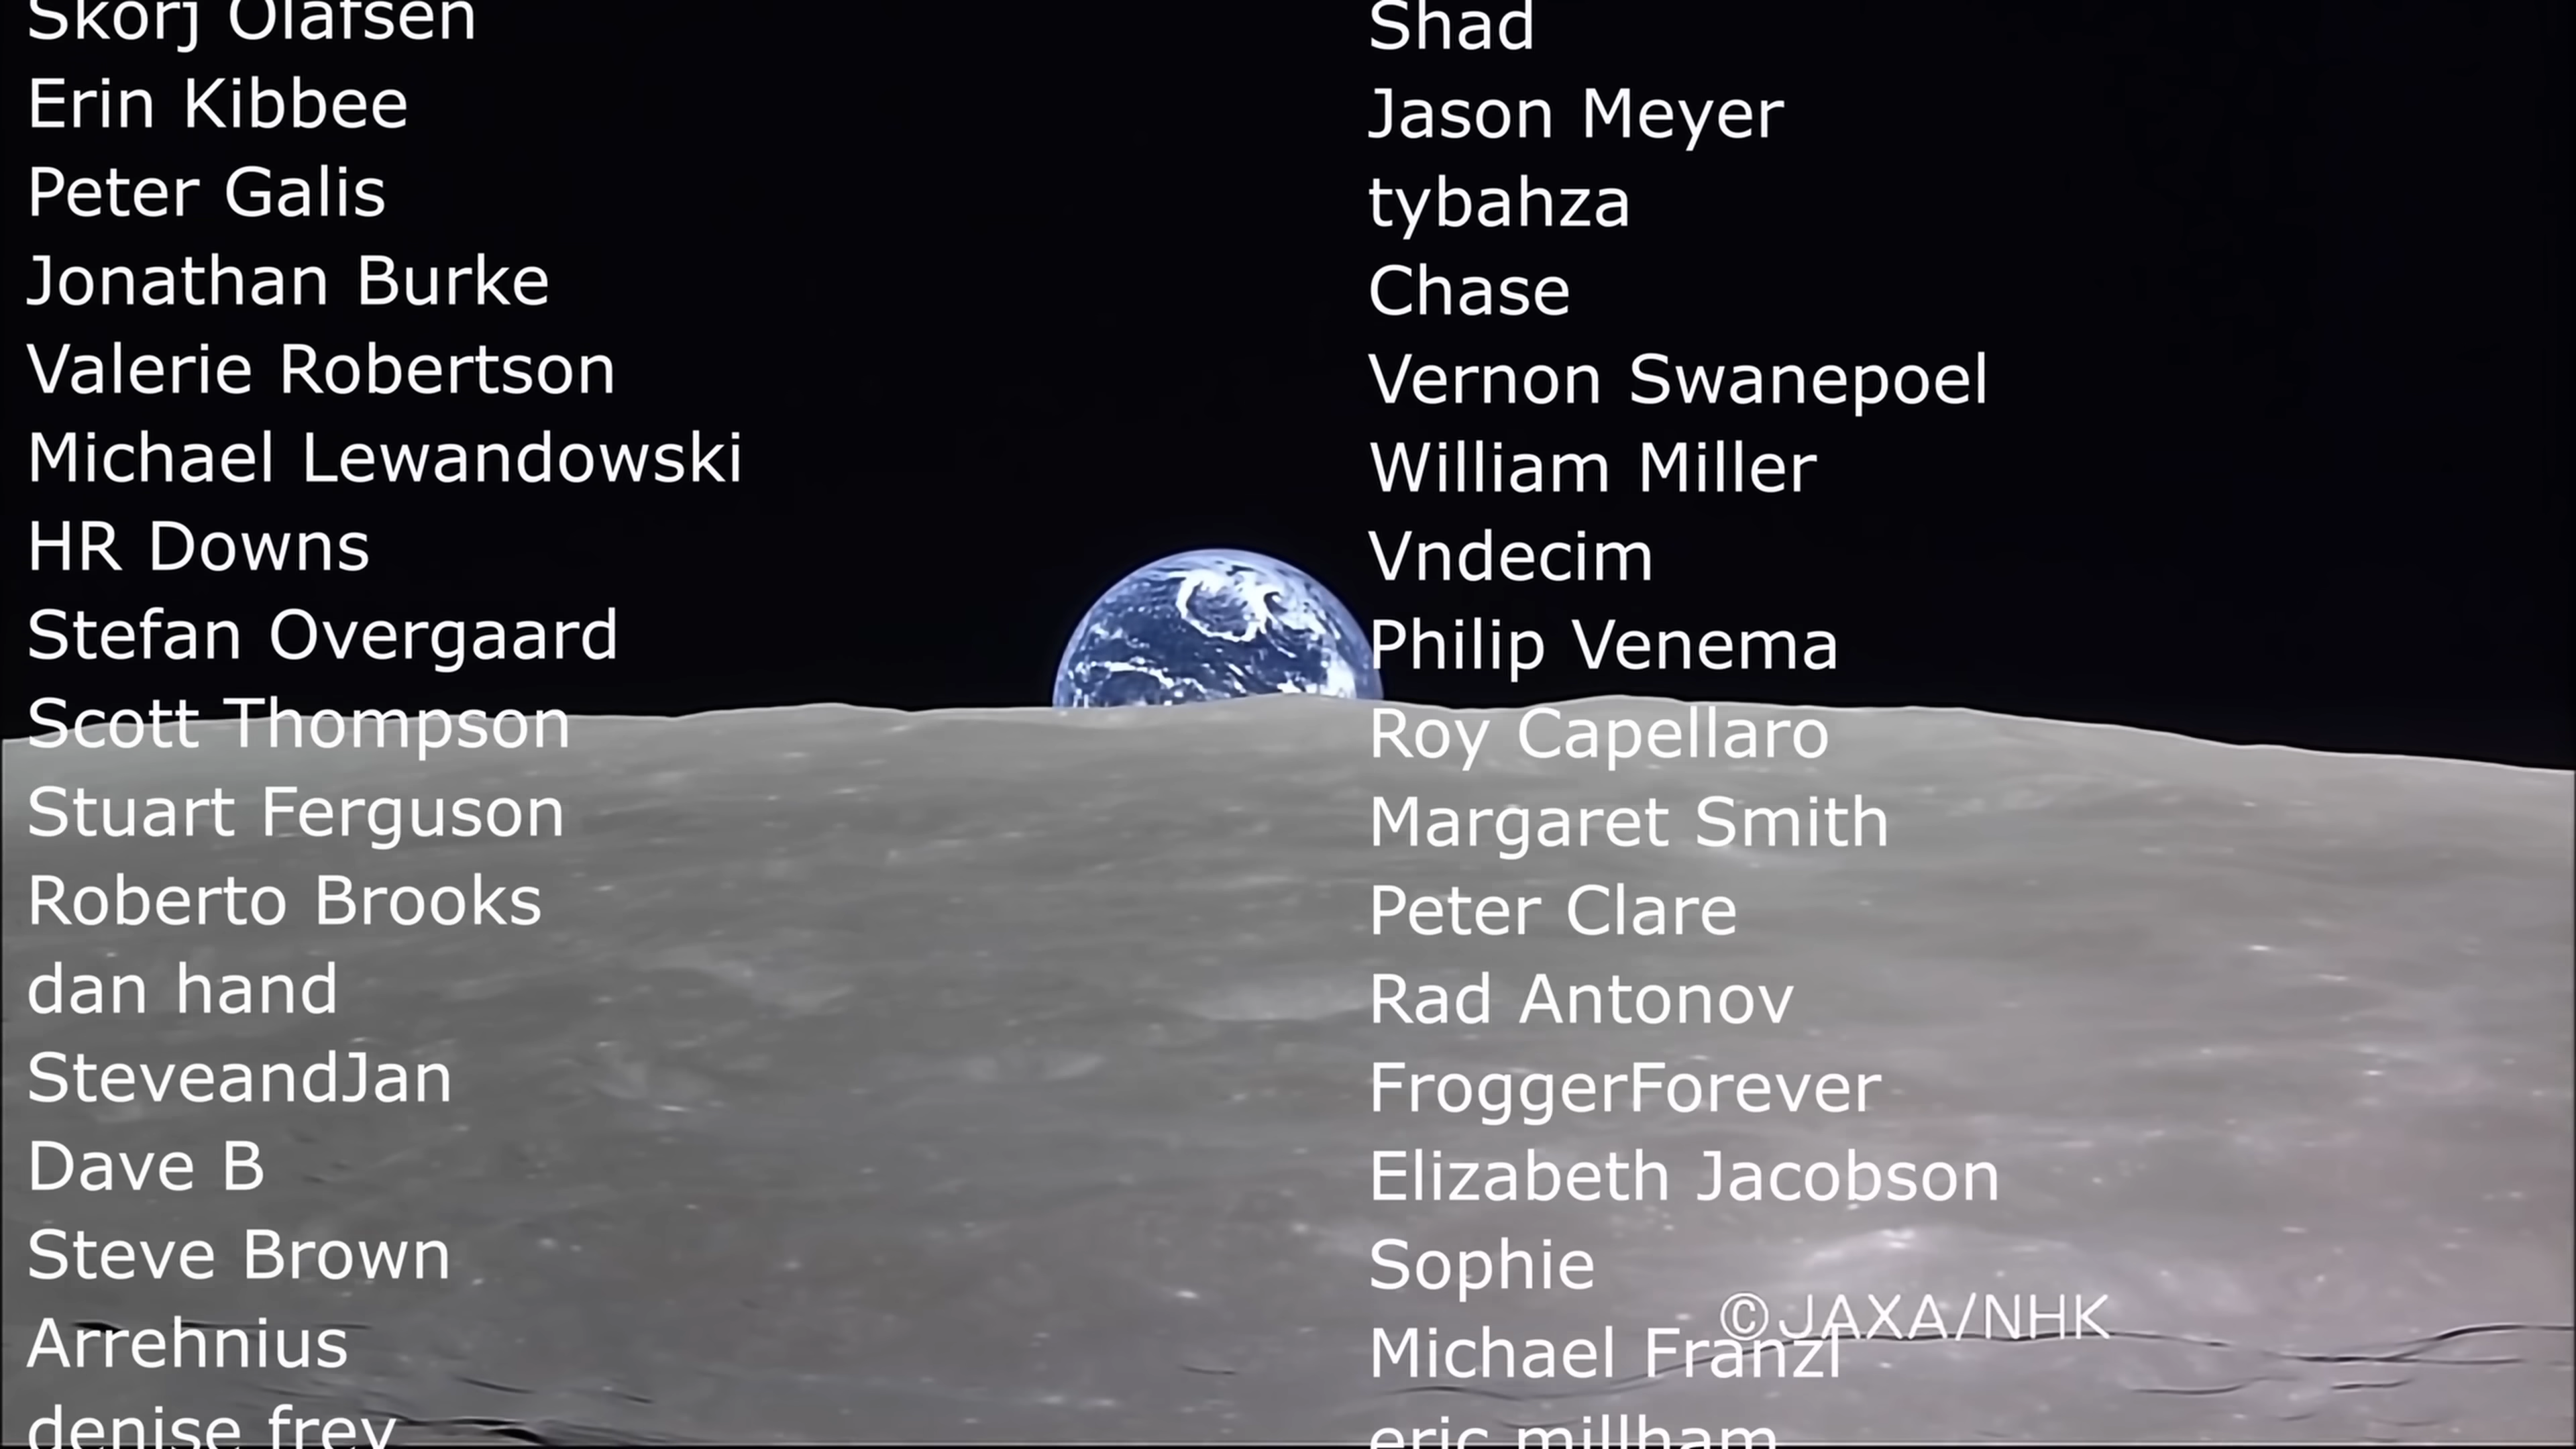 Skorj Olafsen
Erin Kibbee
Peter Galis
Jonathan Burke
Valerie Robertson
Michael Lewandowski
HR Downs
Stefan Overgaard
Scott Thompson
Stuart Ferguson
Roberto Brooks
dan hand
SteveandJan
Dave B
Steve Brown
Arrehnius
denise frey
Shad
Jason Meyer
tybahza
Chase
Vernon Swanepoel
William Miller
Vndecim
Philip Venema
Roy Capellaro
Margaret Smith
Peter Clare
Rad Antonov
FroggerForever
Elizabeth Jacobson
Sophie
©JAXA/NHK
Michael Franzl
eric millham